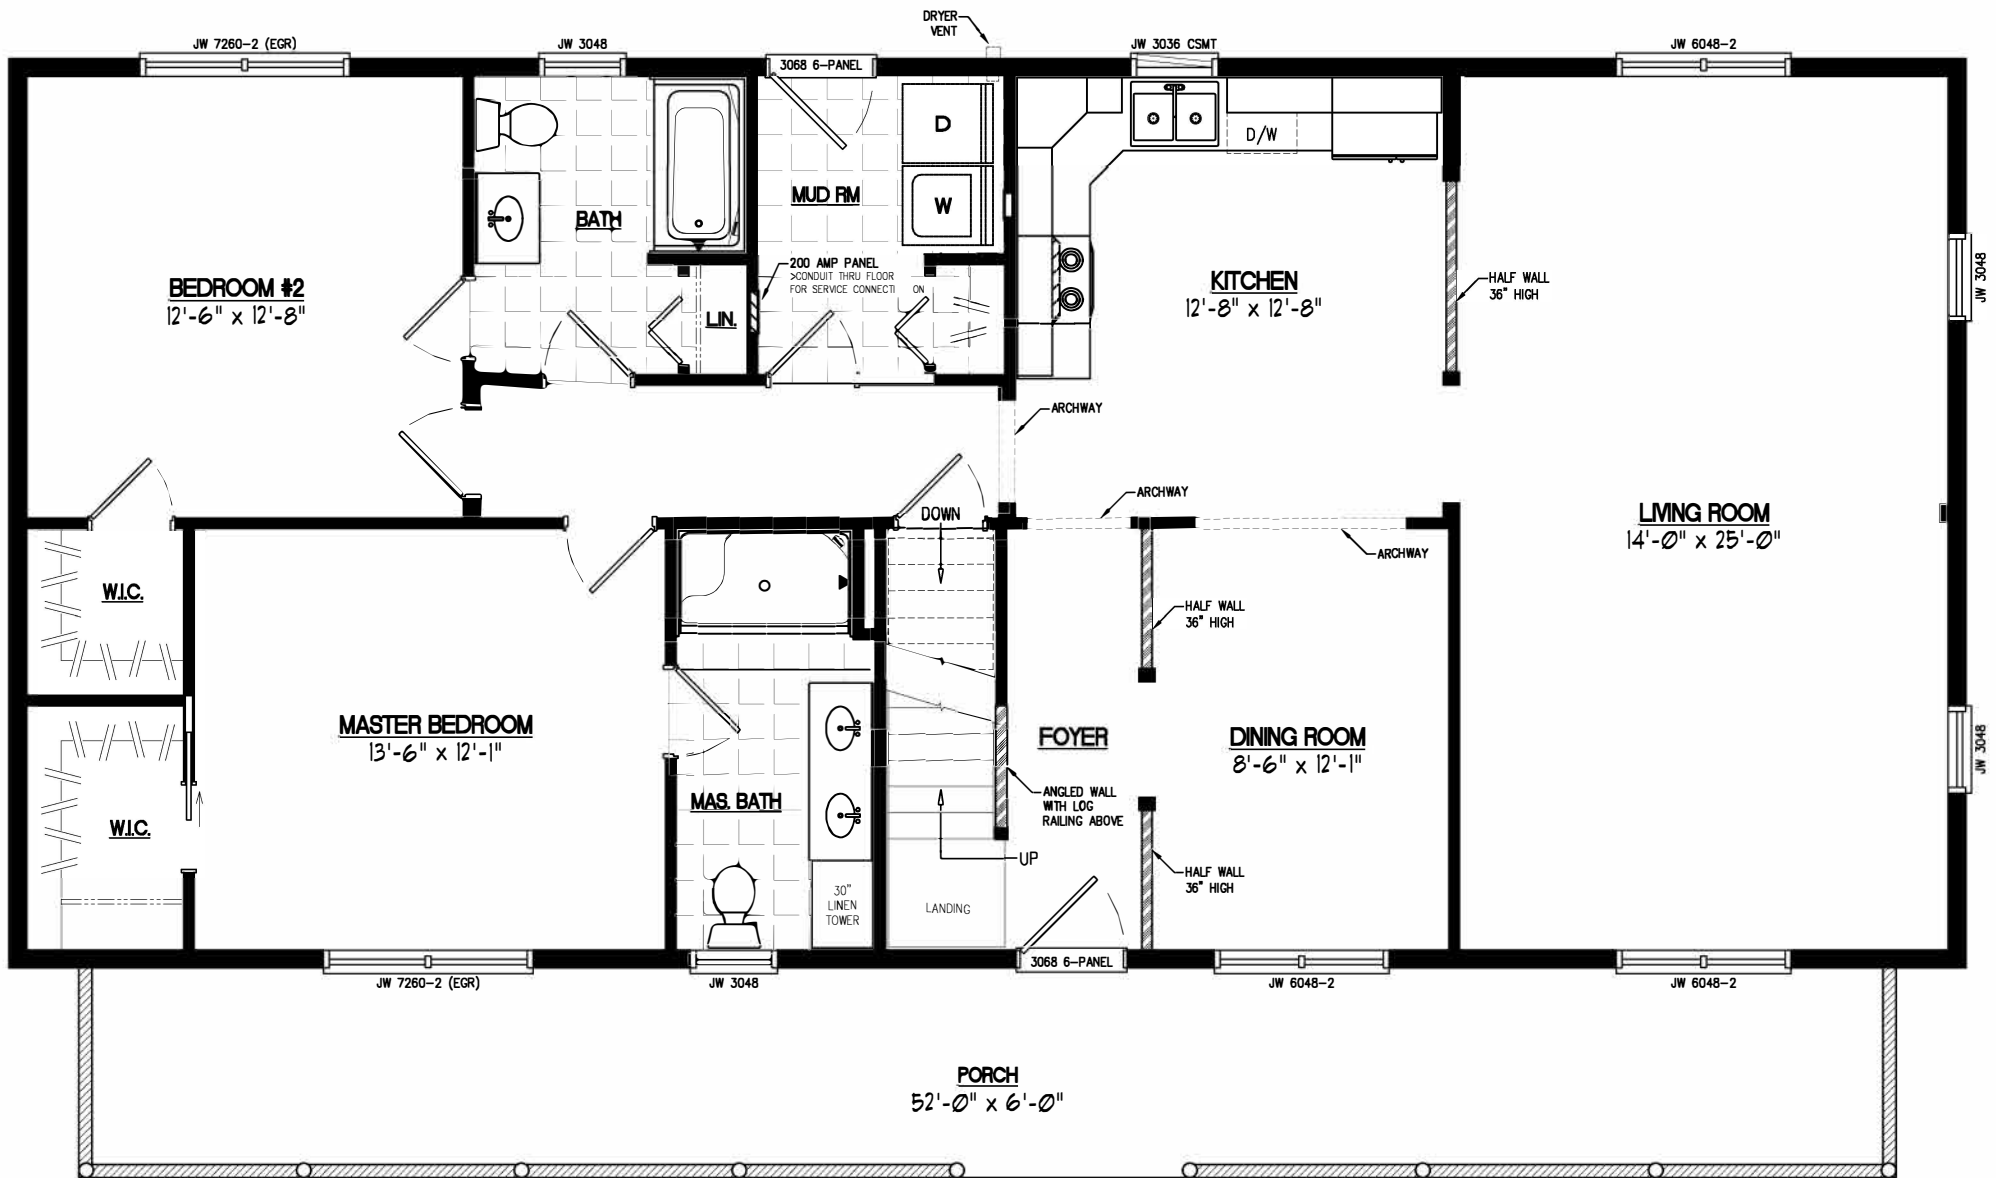 DRYER
VENT
JW 7260-2 (EGR)
JW 3048
3068 6-PANEL
JW 3036 CSMT
JW 6048-2
D
W
D/W
MUD RM
BATH
200 AMP PANEL
>CONDUIT THRU FLOOR
FOR SERVICE CONNECTI ON
LIN.
BEDROOM #2
12'-6" x 12'-8"
KITCHEN
12'-8" x 12'-8"
HALF WALL
36" HIGH
JW 3048
ARCHWAY
ARCHWAY
ARCHWAY
DOWN
LIVING ROOM
14'-0" x 25'-0"
W.I.C.
HALF WALL
36" HIGH
MASTER BEDROOM
13'-6" x 12'-1"
FOYER
DINING ROOM
8'-6" x 12'-1"
JW 3048
MAS. BATH
ANGLED WALL
WITH LOG
RAILING ABOVE
W.I.C.
UP
HALF WALL
36" HIGH
30"
LINEN
TOWER
LANDING
3068 6-PANEL
JW 7260-2 (EGR)
JW 3048
JW 6048-2
JW 6048-2
PORCH
52'-0" x 6'-0"